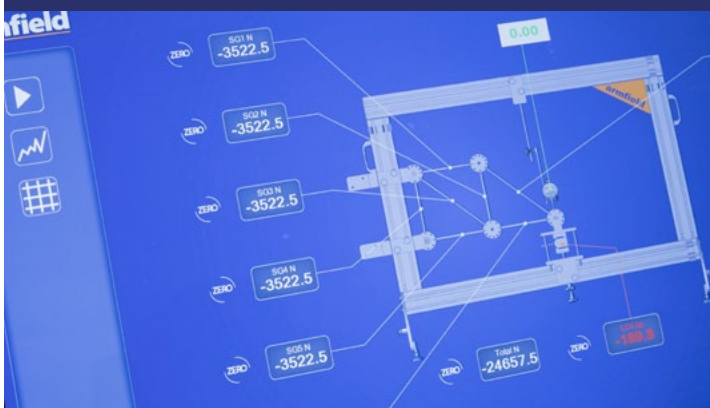 nfield
SG1 N
ZERO -3522.5
0.00
SG2 N
ZERO -3522.5
armfield
SG3 N
ZERO -3522.5
SG4 N
ZERO -3522.5
SG5 N
ZERO -3522.5
Total N
ZERO -24657.5
ZERO